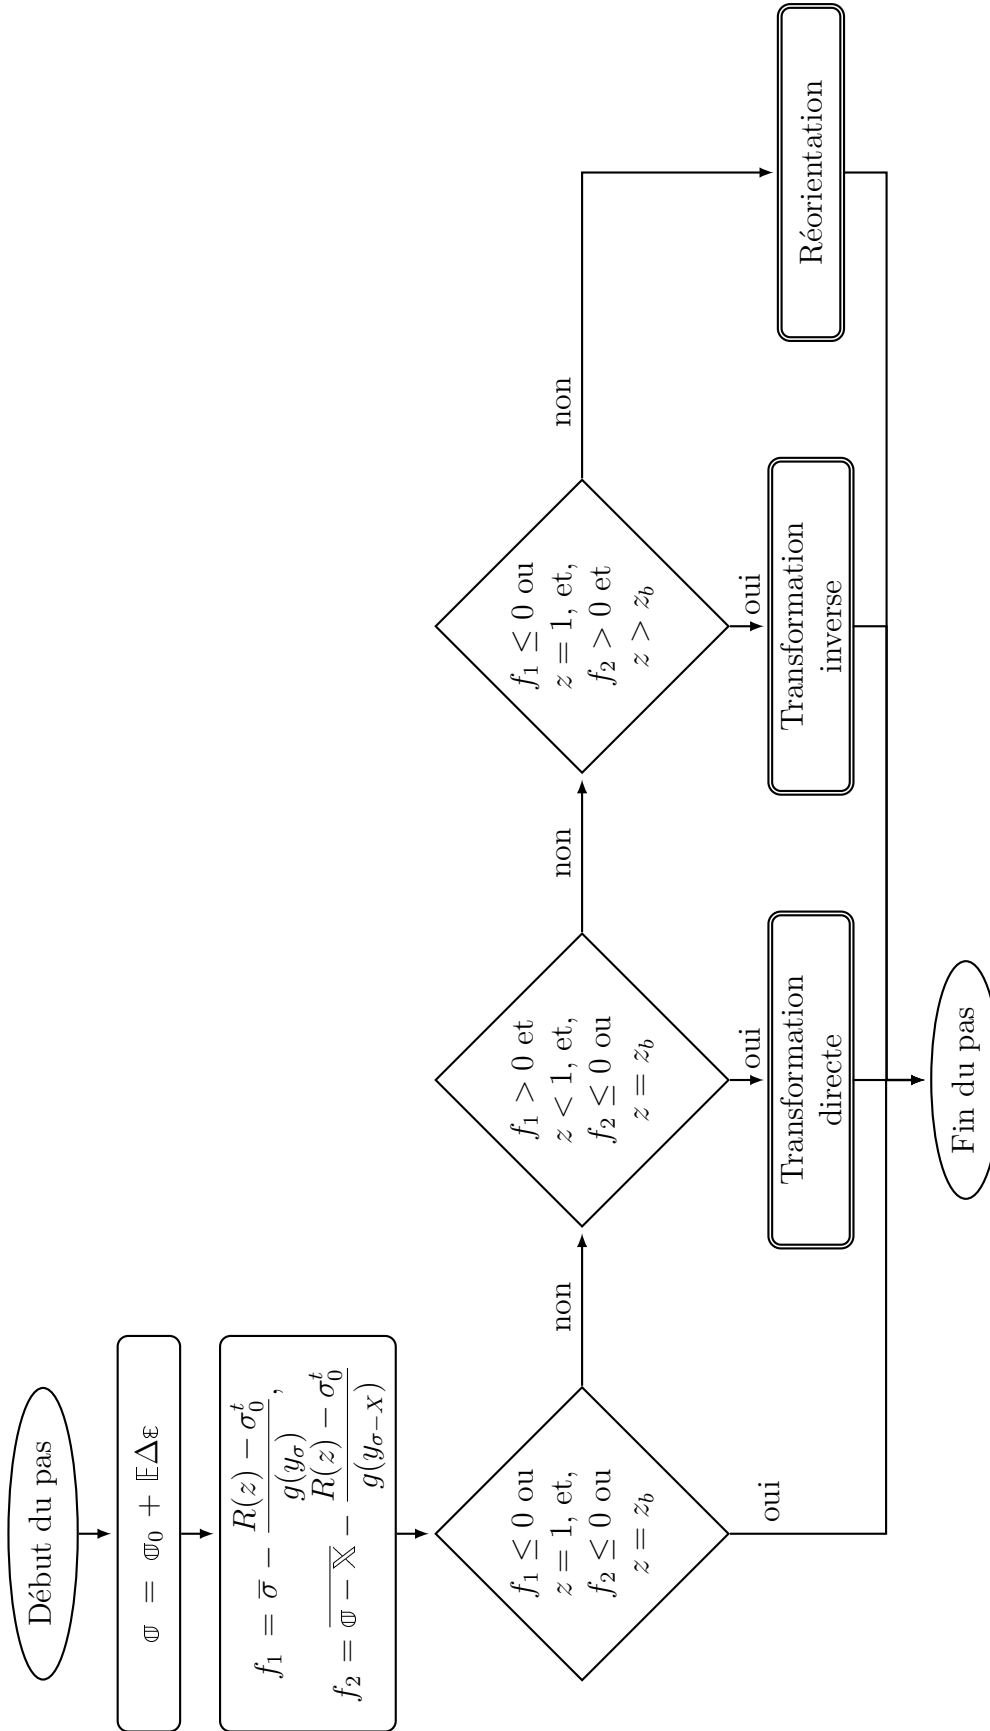 Début du pas
𝕠 = 𝕠₀ + 𝔼Δ𝕖
f₁ = σ̅ − (R(z) − σ₀ᵗ)/g(y_σ),
f₂ = \overline{𝕠 − 𝕏} − (R(z) − σ₀ᵗ)/g(y_{σ−X})
f₁ ≤ 0 ou
z = 1, et,
f₂ ≤ 0 ou
z = z_b
oui
non
f₁ > 0 et
z < 1, et,
f₂ ≤ 0 ou
z = z_b
oui
non
f₁ ≤ 0 ou
z = 1, et,
f₂ > 0 et
z > z_b
oui
non
Transformation
directe
Transformation
inverse
Réorientation
Fin du pas